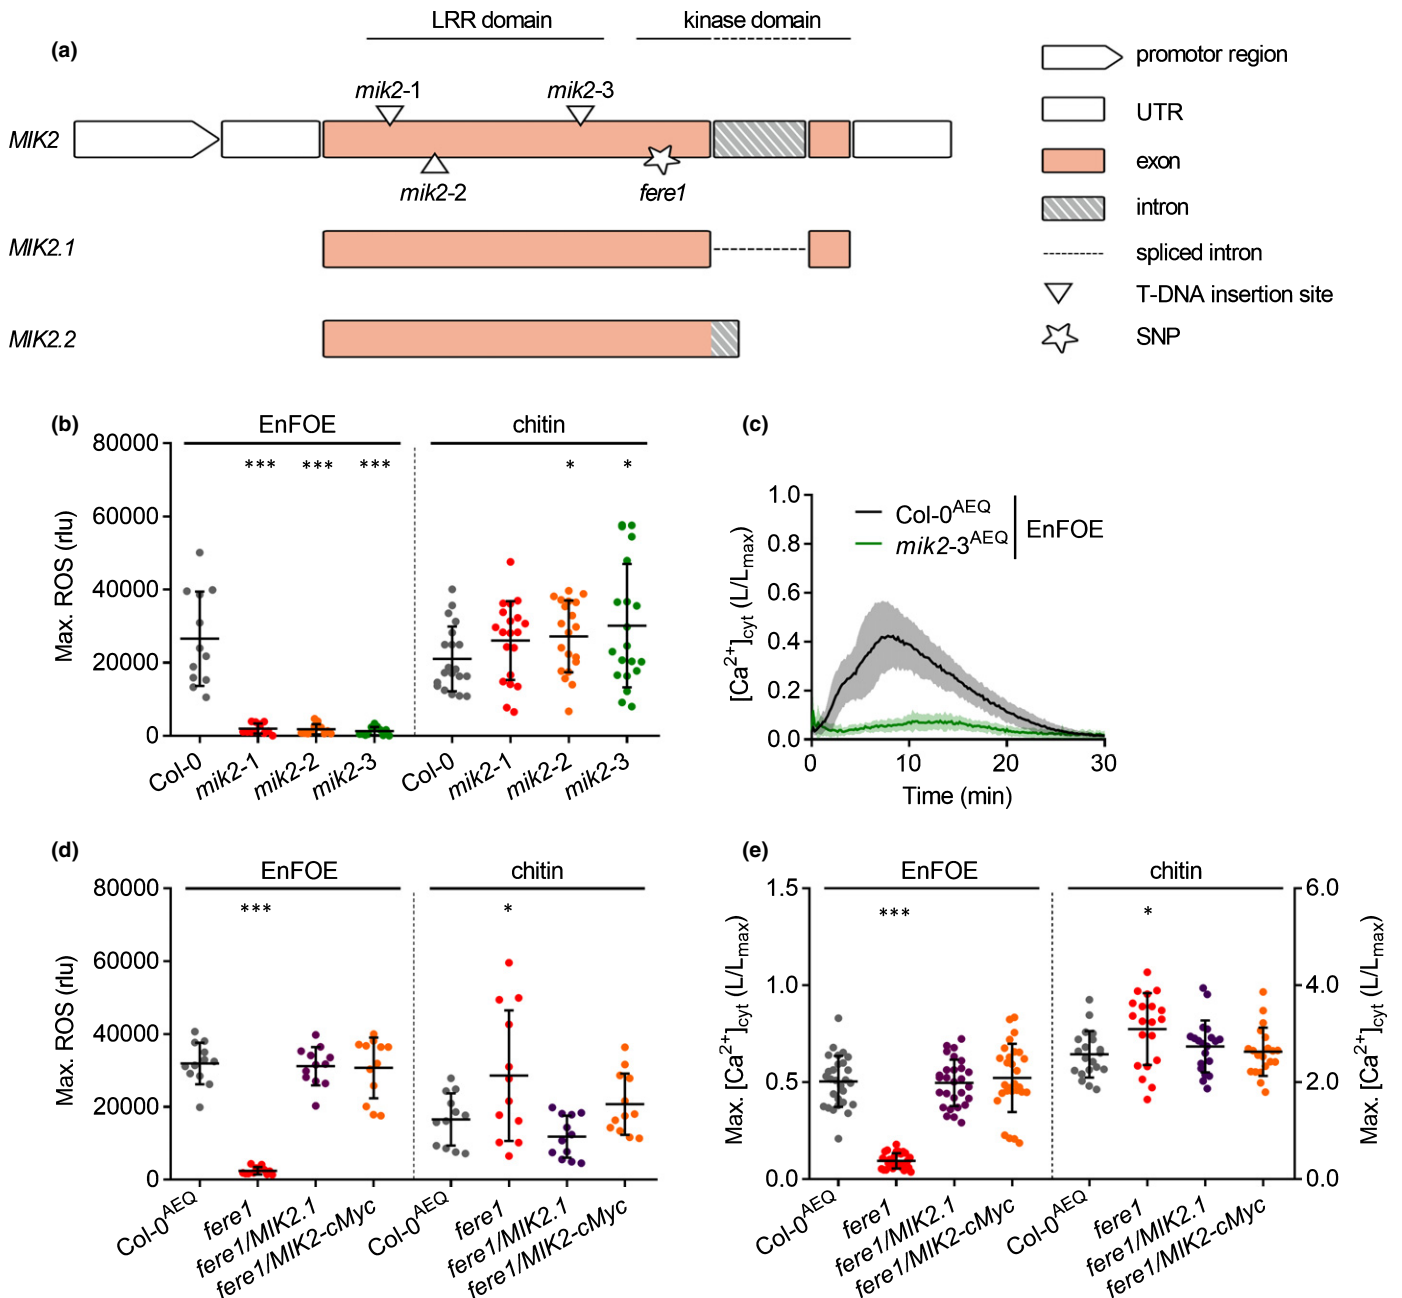 (a)
LRR domain
kinase domain
mik2-1
mik2-3
MIK2
mik2-2
fere1
MIK2.1
MIK2.2
promotor region
UTR
exon
intron
spliced intron
T-DNA insertion site
SNP
(b)
EnFOE
chitin
*** *** *** * *
Max. ROS (rlu)
80000
60000
40000
20000
0
Col-0
mik2-1
mik2-2
mik2-3
Col-0
mik2-1
mik2-2
mik2-3
(c)
[Ca2+]cyt (L/Lmax)
1.0
0.8
0.6
0.4
0.2
0.0
Col-0AEQ
mik2-3AEQ
EnFOE
0 10 20 30
Time (min)
(d)
EnFOE
chitin
*** *
Max. ROS (rlu)
80000
60000
40000
20000
0
Col-0AEQ
fere1
fere1/MIK2.1
fere1/MIK2-cMyc
Col-0AEQ
fere1
fere1/MIK2.1
fere1/MIK2-cMyc
(e)
EnFOE
chitin
*** *
Max. [Ca2+]cyt (L/Lmax)
1.5
1.0
0.5
0.0
6.0
4.0
2.0
0.0
Max. [Ca2+]cyt (L/Lmax)
Col-0AEQ
fere1
fere1/MIK2.1
fere1/MIK2-cMyc
Col-0AEQ
fere1
fere1/MIK2.1
fere1/MIK2-cMyc